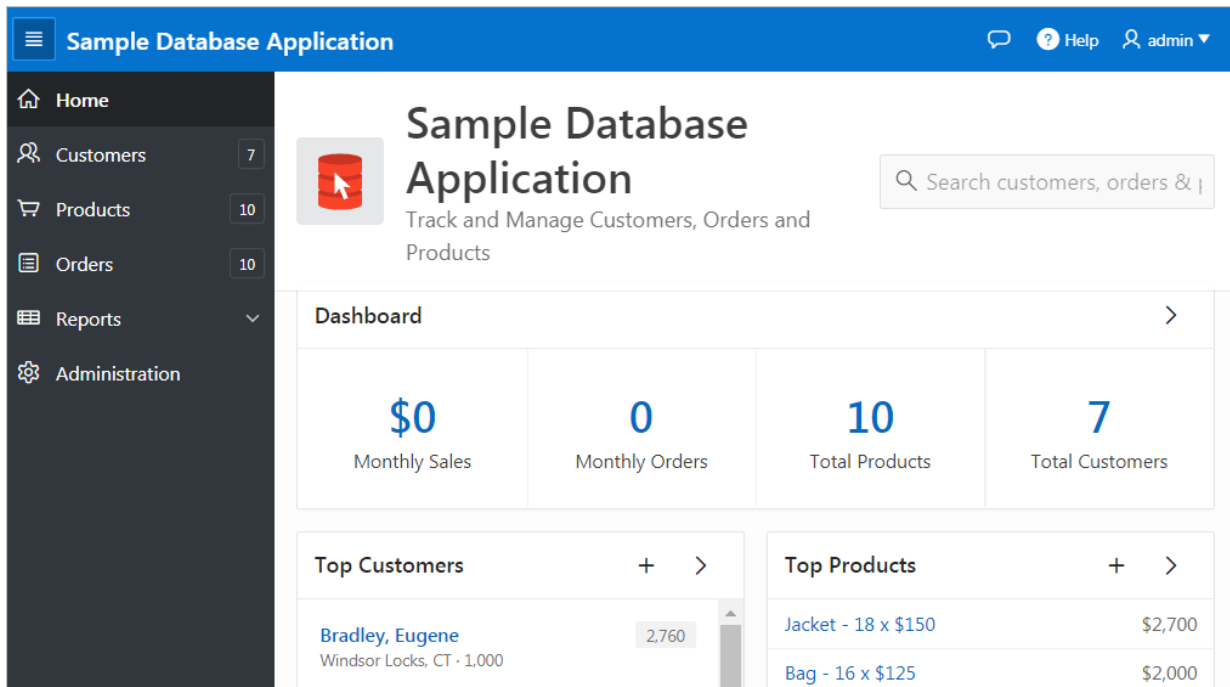 Sample Database Application
? Help
admin
Home
Customers 7
Products 10
Orders 10
Reports
Administration
Sample Database
Application
Track and Manage Customers, Orders and
Products
Search customers, orders &
Dashboard
$0
Monthly Sales
0
Monthly Orders
10
Total Products
7
Total Customers
Top Customers +
Bradley, Eugene 2,760
Windsor Locks, CT · 1,000
Top Products +
Jacket - 18 x $150 $2,700
Bag - 16 x $125 $2,000